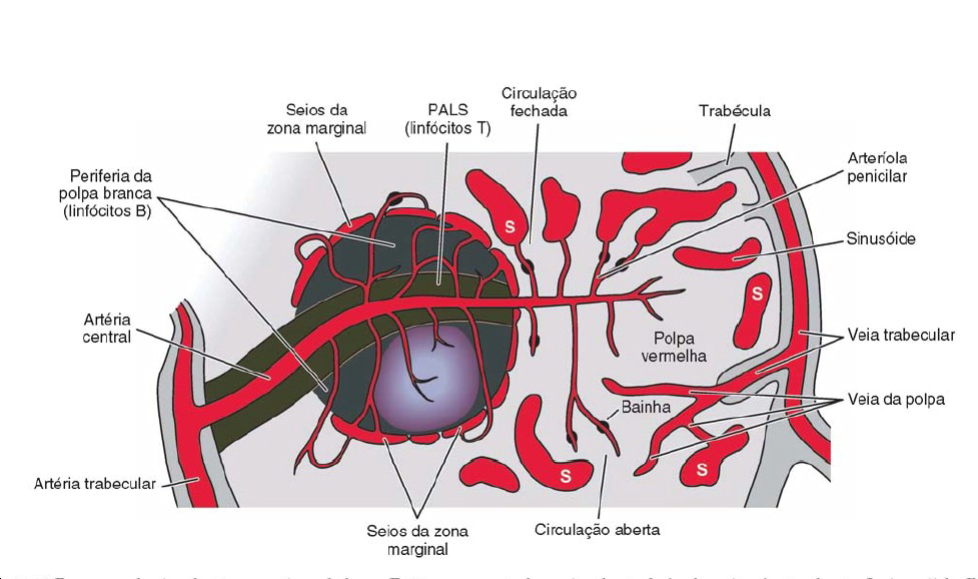 Circulação
fechada
Seios da
zona marginal
PALS
(linfócitos T)
Trabécula
Arteríola
penicilar
Periferia da
polpa branca
(linfócitos B)
S
Sinusóide
S
Artéria
central
Polpa
vermelha
Veia trabecular
Bainha
Veia da polpa
S
S
Artéria trabecular
Seios da zona
marginal
Circulação aberta